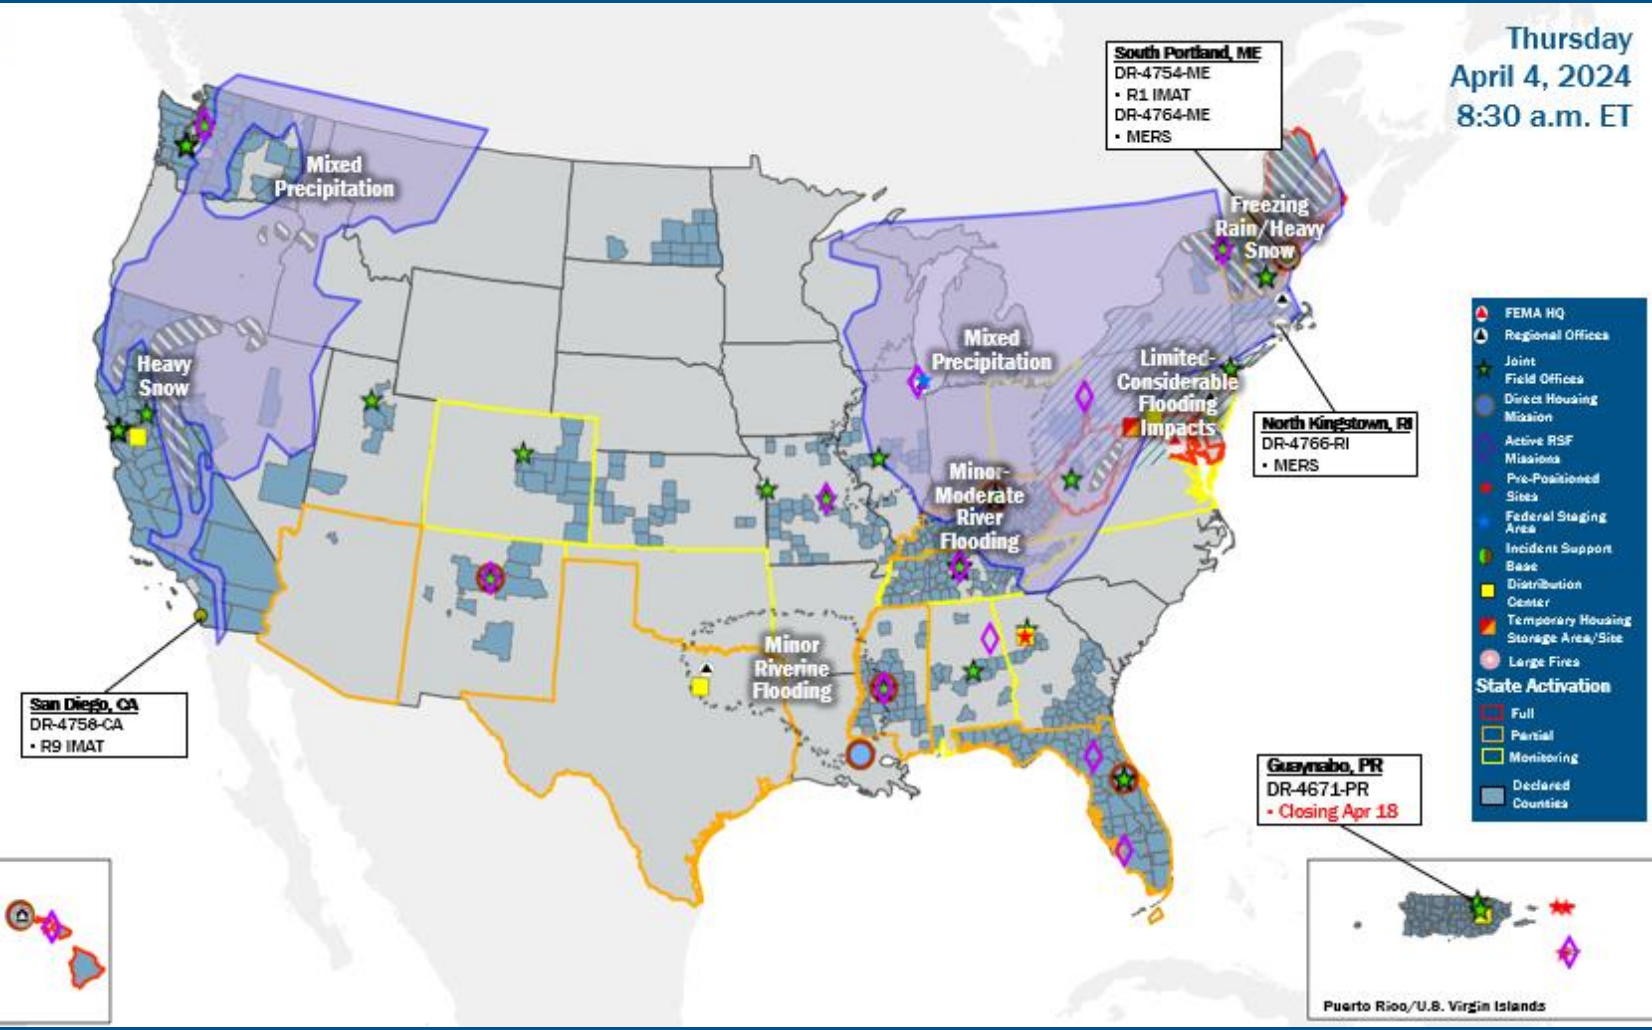 Thursday
April 4, 2024
8:30 a.m. ET
South Portland, ME
DR-4754-ME
• R1 IMAT
DR-4764-ME
• MERS
Mixed
Precipitation
Freezing
Rain/Heavy
Snow
Heavy
Snow
Mixed
Precipitation
Limited-
Considerable
Flooding
Impacts
North Kingstown, RI
DR-4766-RI
• MERS
Minor-
Moderate
River
Flooding
Minor
Riverine
Flooding
San Diego, CA
DR-4758-CA
• R9 IMAT
Guaynabo, PR
DR-4671-PR
• Closing Apr 18
FEMA HQ
Regional Offices
Joint
Field Offices
Direct Housing
Mission
Active RSF
Missions
Pre-Positioned
Sites
Federal Staging
Area
Incident Support
Base
Distribution
Center
Temporary Housing
Storage Area/Site
Large Fires
State Activation
Full
Partial
Monitoring
Declared
Counties
Puerto Rico/U.S. Virgin Islands